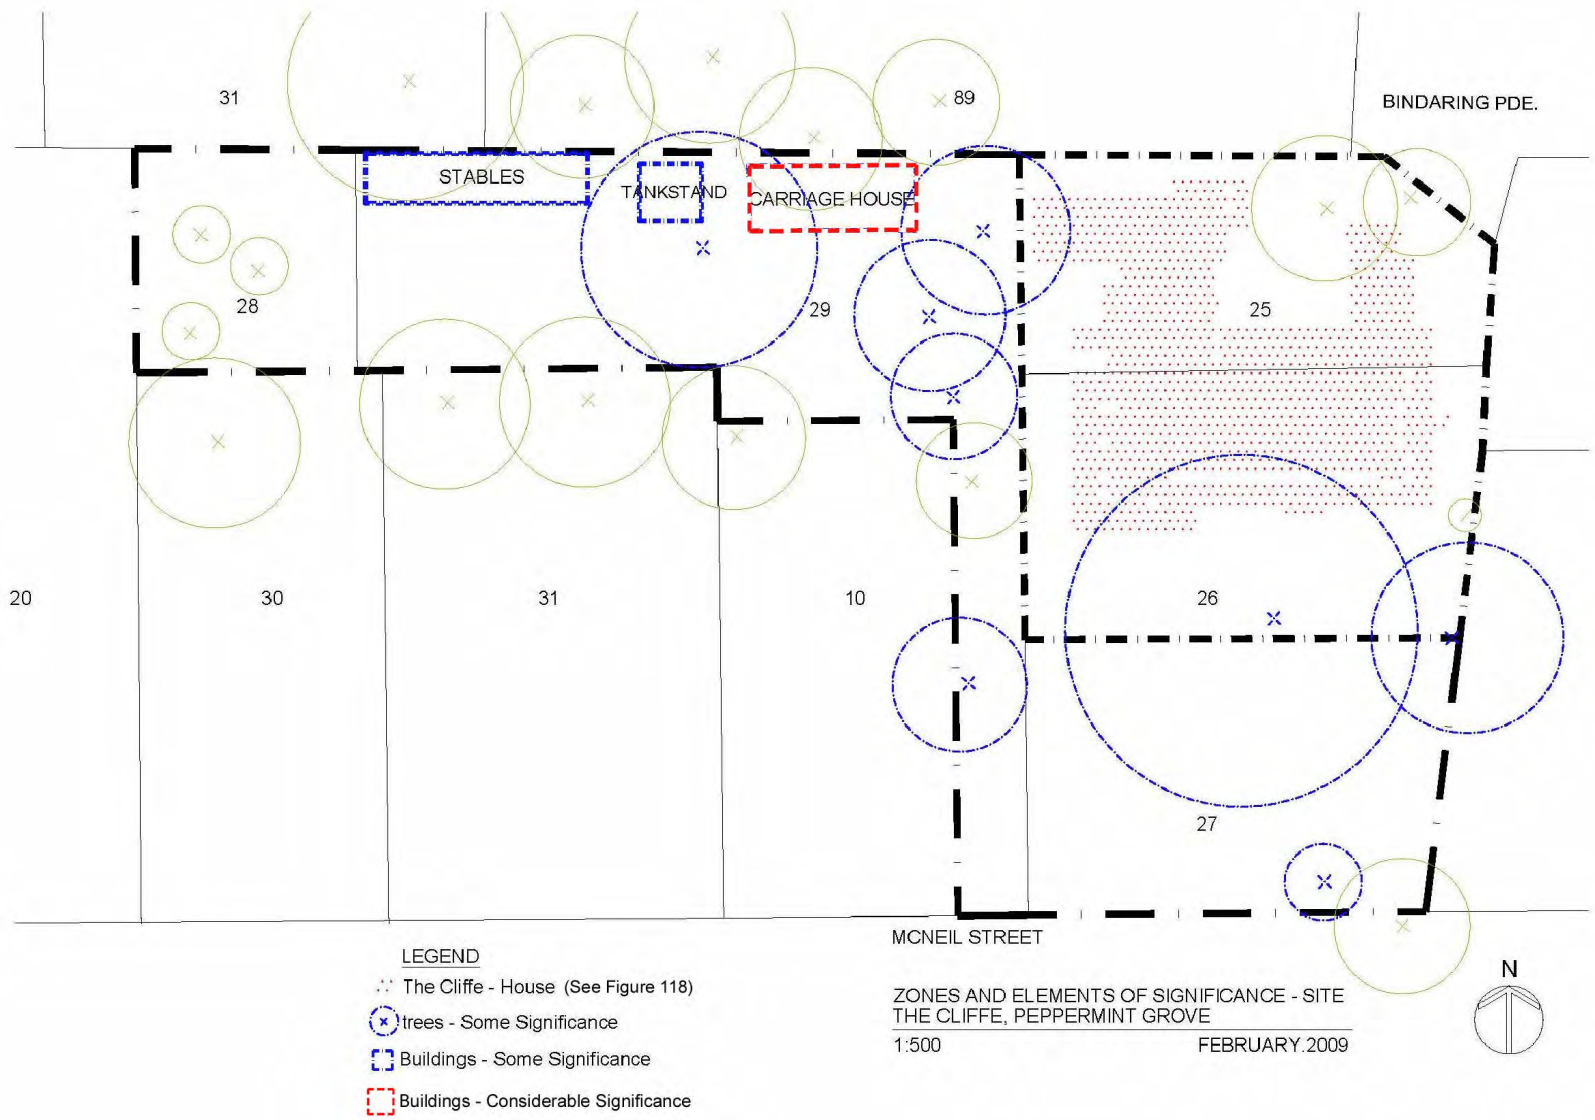 31
89
BINDARING PDE.
STABLES
TANKSTAND
CARRIAGE HOUSE
28
29
25
20
30
31
10
26
27
MCNEIL STREET
LEGEND
The Cliffe - House (See Figure 118)
trees - Some Significance
Buildings - Some Significance
Buildings - Considerable Significance
ZONES AND ELEMENTS OF SIGNIFICANCE - SITE
THE CLIFFE, PEPPERMINT GROVE
1:500 FEBRUARY.2009
N